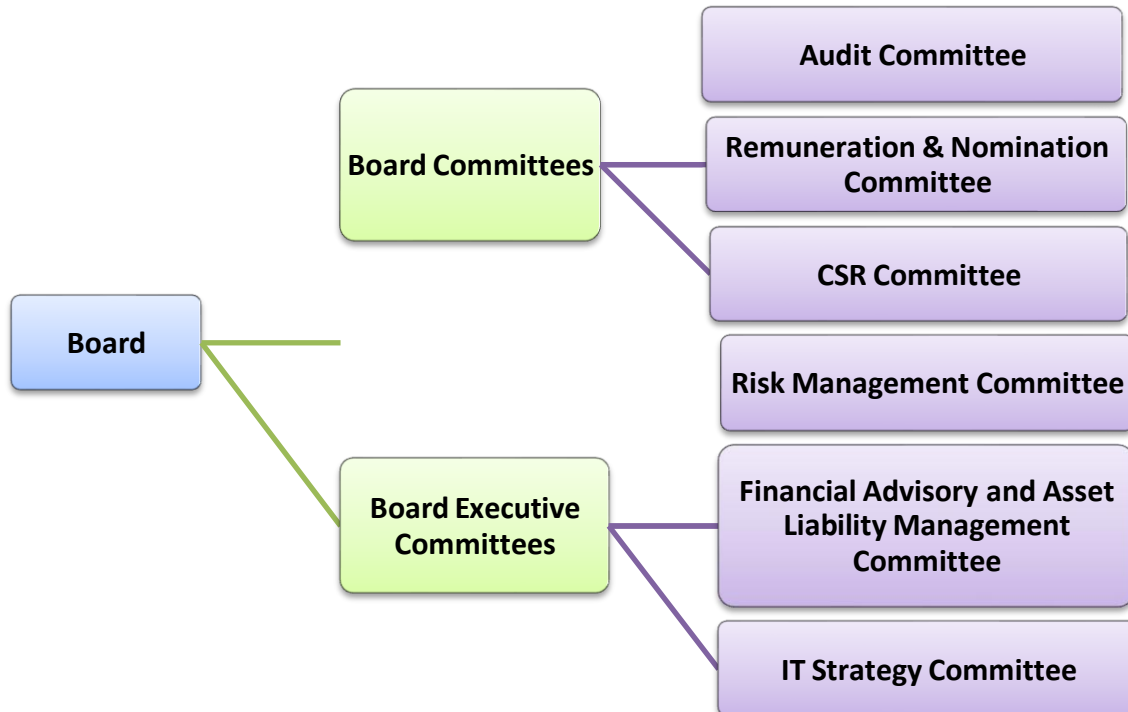 Audit Committee
Board Committees
Remuneration & Nomination
Committee
CSR Committee
Board
Risk Management Committee
Board Executive
Committees
Financial Advisory and Asset
Liability Management
Committee
IT Strategy Committee